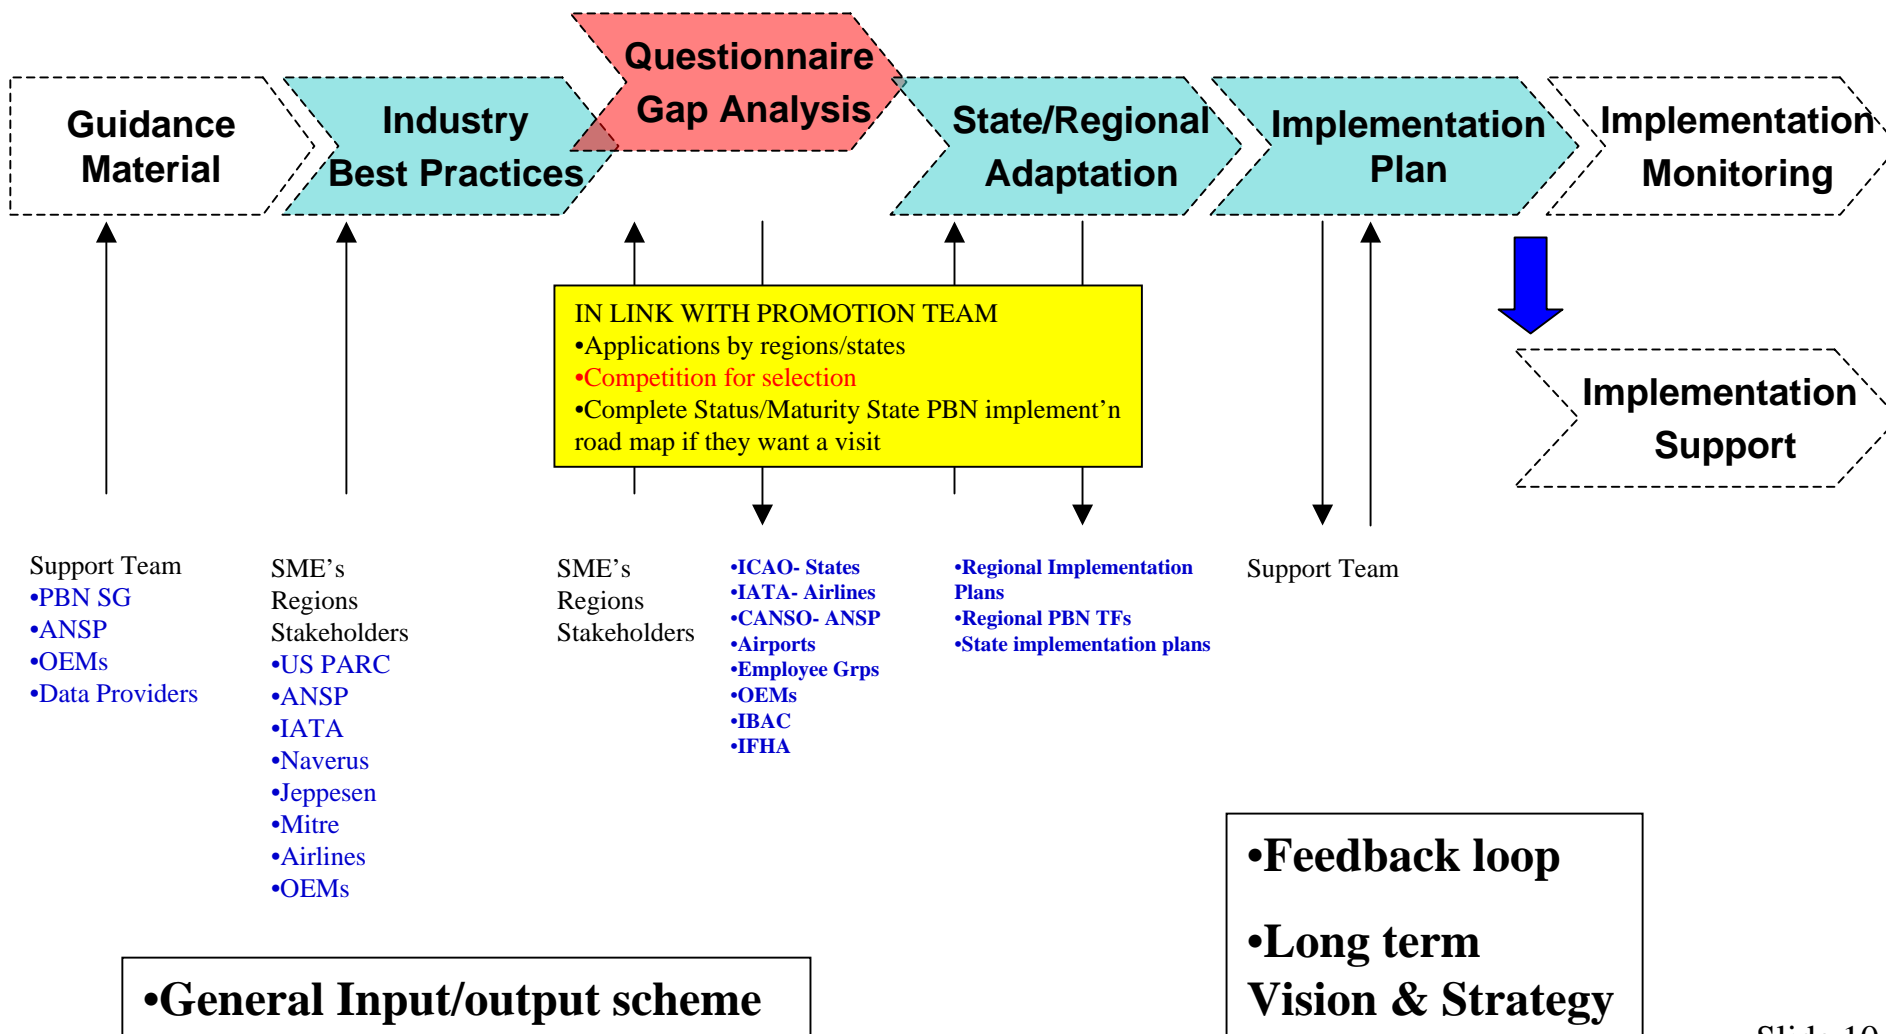 Guidance
Material
Industry
Best Practices
Questionnaire
Gap Analysis
State/Regional
Adaptation
Implementation
Plan
Implementation
Monitoring
Implementation
Support
IN LINK WITH PROMOTION TEAM
•Applications by regions/states
•Competition for selection
•Complete Status/Maturity State PBN implement'n
road map if they want a visit
Support Team
•PBN SG
•ANSP
•OEMs
•Data Providers
SME's
Regions
Stakeholders
•US PARC
•ANSP
•IATA
•Naverus
•Jeppesen
•Mitre
•Airlines
•OEMs
SME's
Regions
Stakeholders
•ICAO- States
•IATA- Airlines
•CANSO- ANSP
•Airports
•Employee Grps
•OEMs
•IBAC
•IFHA
•Regional Implementation
Plans
•Regional PBN TFs
•State implementation plans
Support Team
•General Input/output scheme
•Feedback loop
•Long term
Vision & Strategy
Slide 10